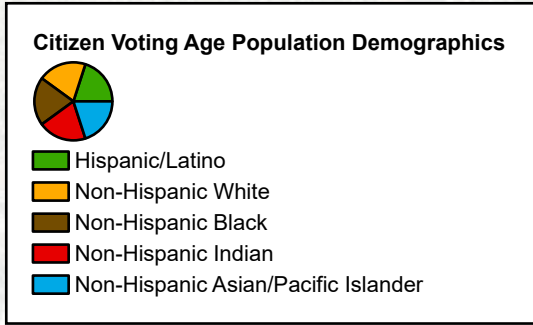 Citizen Voting Age Population Demographics
Hispanic/Latino
Non-Hispanic White
Non-Hispanic Black
Non-Hispanic Indian
Non-Hispanic Asian/Pacific Islander